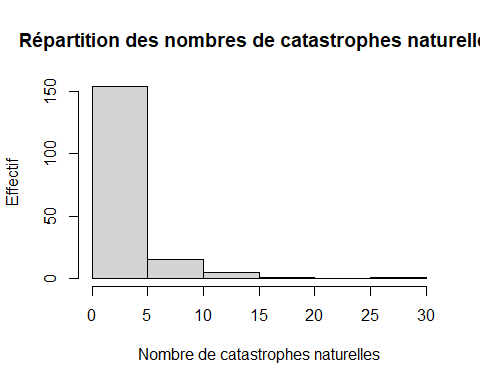 Répartition des nombres de catastrophes naturelle
150
100
50
0
Effectif
0 5 10 15 20 25 30
Nombre de catastrophes naturelles